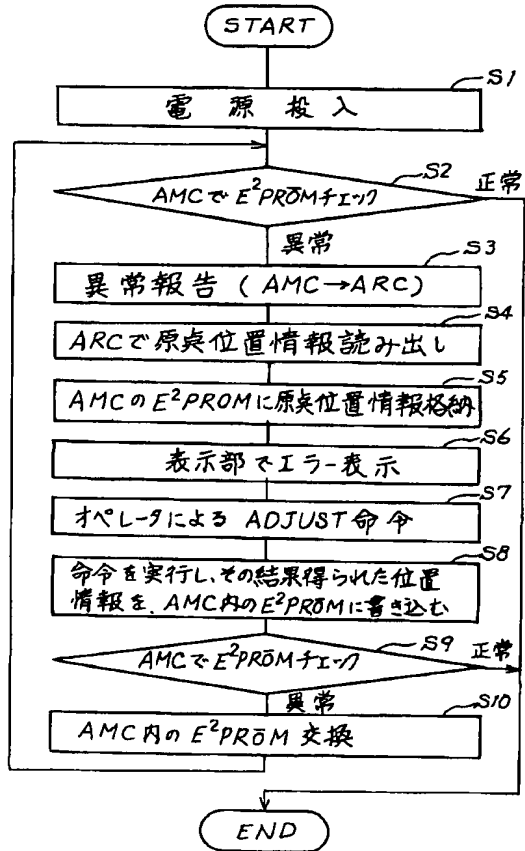 START
S1
電源投入
S2
AMCでE²PROMチェック
正常
異常
S3
異常報告(AMC→ARC)
S4
ARCで原点位置情報読み出し
S5
AMCのE²PROMに原点位置情報格納
S6
表示部でエラー表示
S7
オペレータによるADJUST命令
S8
命令を実行し、その結果得られた位置
情報を、AMC内のE²PROMに書き込む
S9
AMCでE²PROMチェック
正常
異常
S10
AMC内のE²PROM交換
END